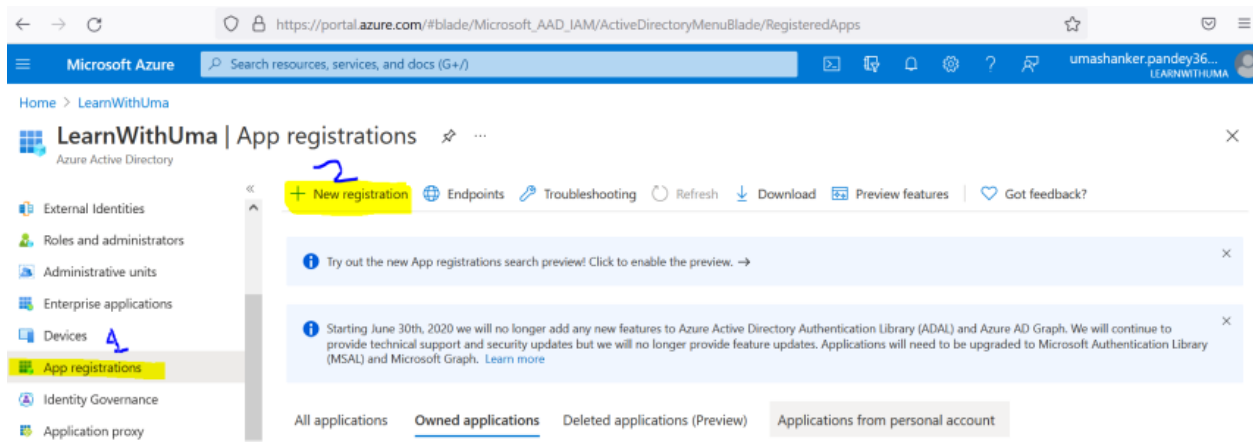 https://portal.azure.com/#blade/Microsoft_AAD_IAM/ActiveDirectoryMenuBlade/RegisteredApps
Microsoft Azure
Search resources, services, and docs (G+/)
umashanker.pandey36...
LEARNWITHUMA
Home > LearnWithUma
LearnWithUma | App registrations
Azure Active Directory
2
New registration
Endpoints
Troubleshooting
Refresh
Download
Preview features
Got feedback?
External Identities
Roles and administrators
Administrative units
Enterprise applications
Devices
1
App registrations
Identity Governance
Application proxy
Try out the new App registrations search preview! Click to enable the preview. →
Starting June 30th, 2020 we will no longer add any new features to Azure Active Directory Authentication Library (ADAL) and Azure AD Graph. We will continue to
provide technical support and security updates but we will no longer provide feature updates. Applications will need to be upgraded to Microsoft Authentication Library
(MSAL) and Microsoft Graph. Learn more
All applications
Owned applications
Deleted applications (Preview)
Applications from personal account